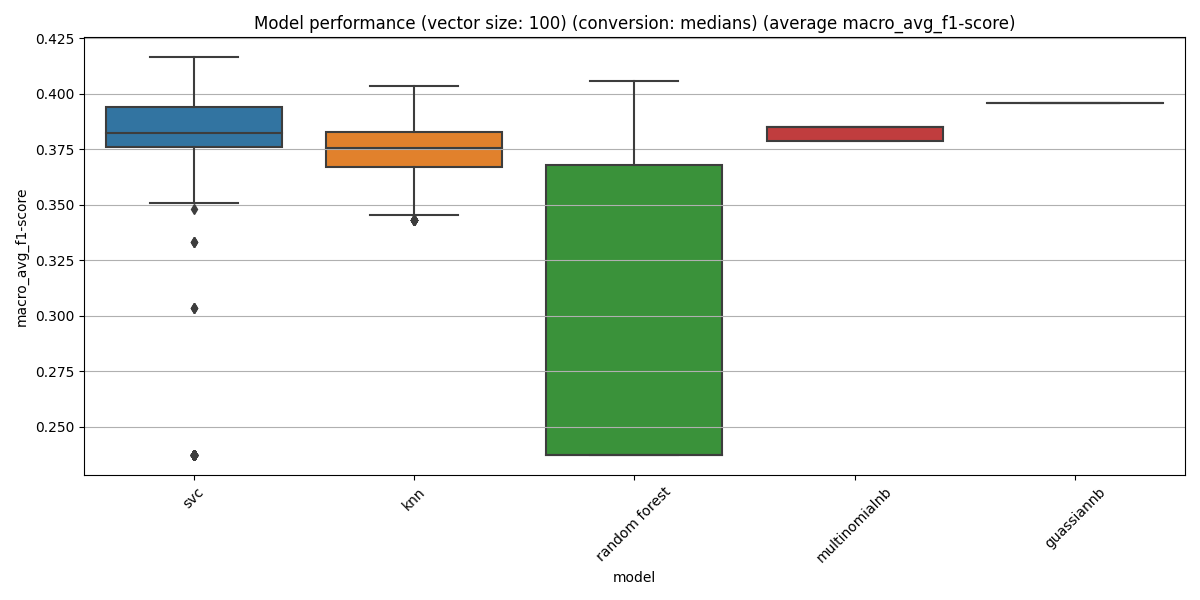 Model performance (vector size: 100) (conversion: medians) (average macro_avg_f1-score)
macro_avg_f1-score
0.425
0.400
0.375
0.350
0.325
0.300
0.275
0.250
svc
knn
random forest
multinomialnb
guassiannb
model